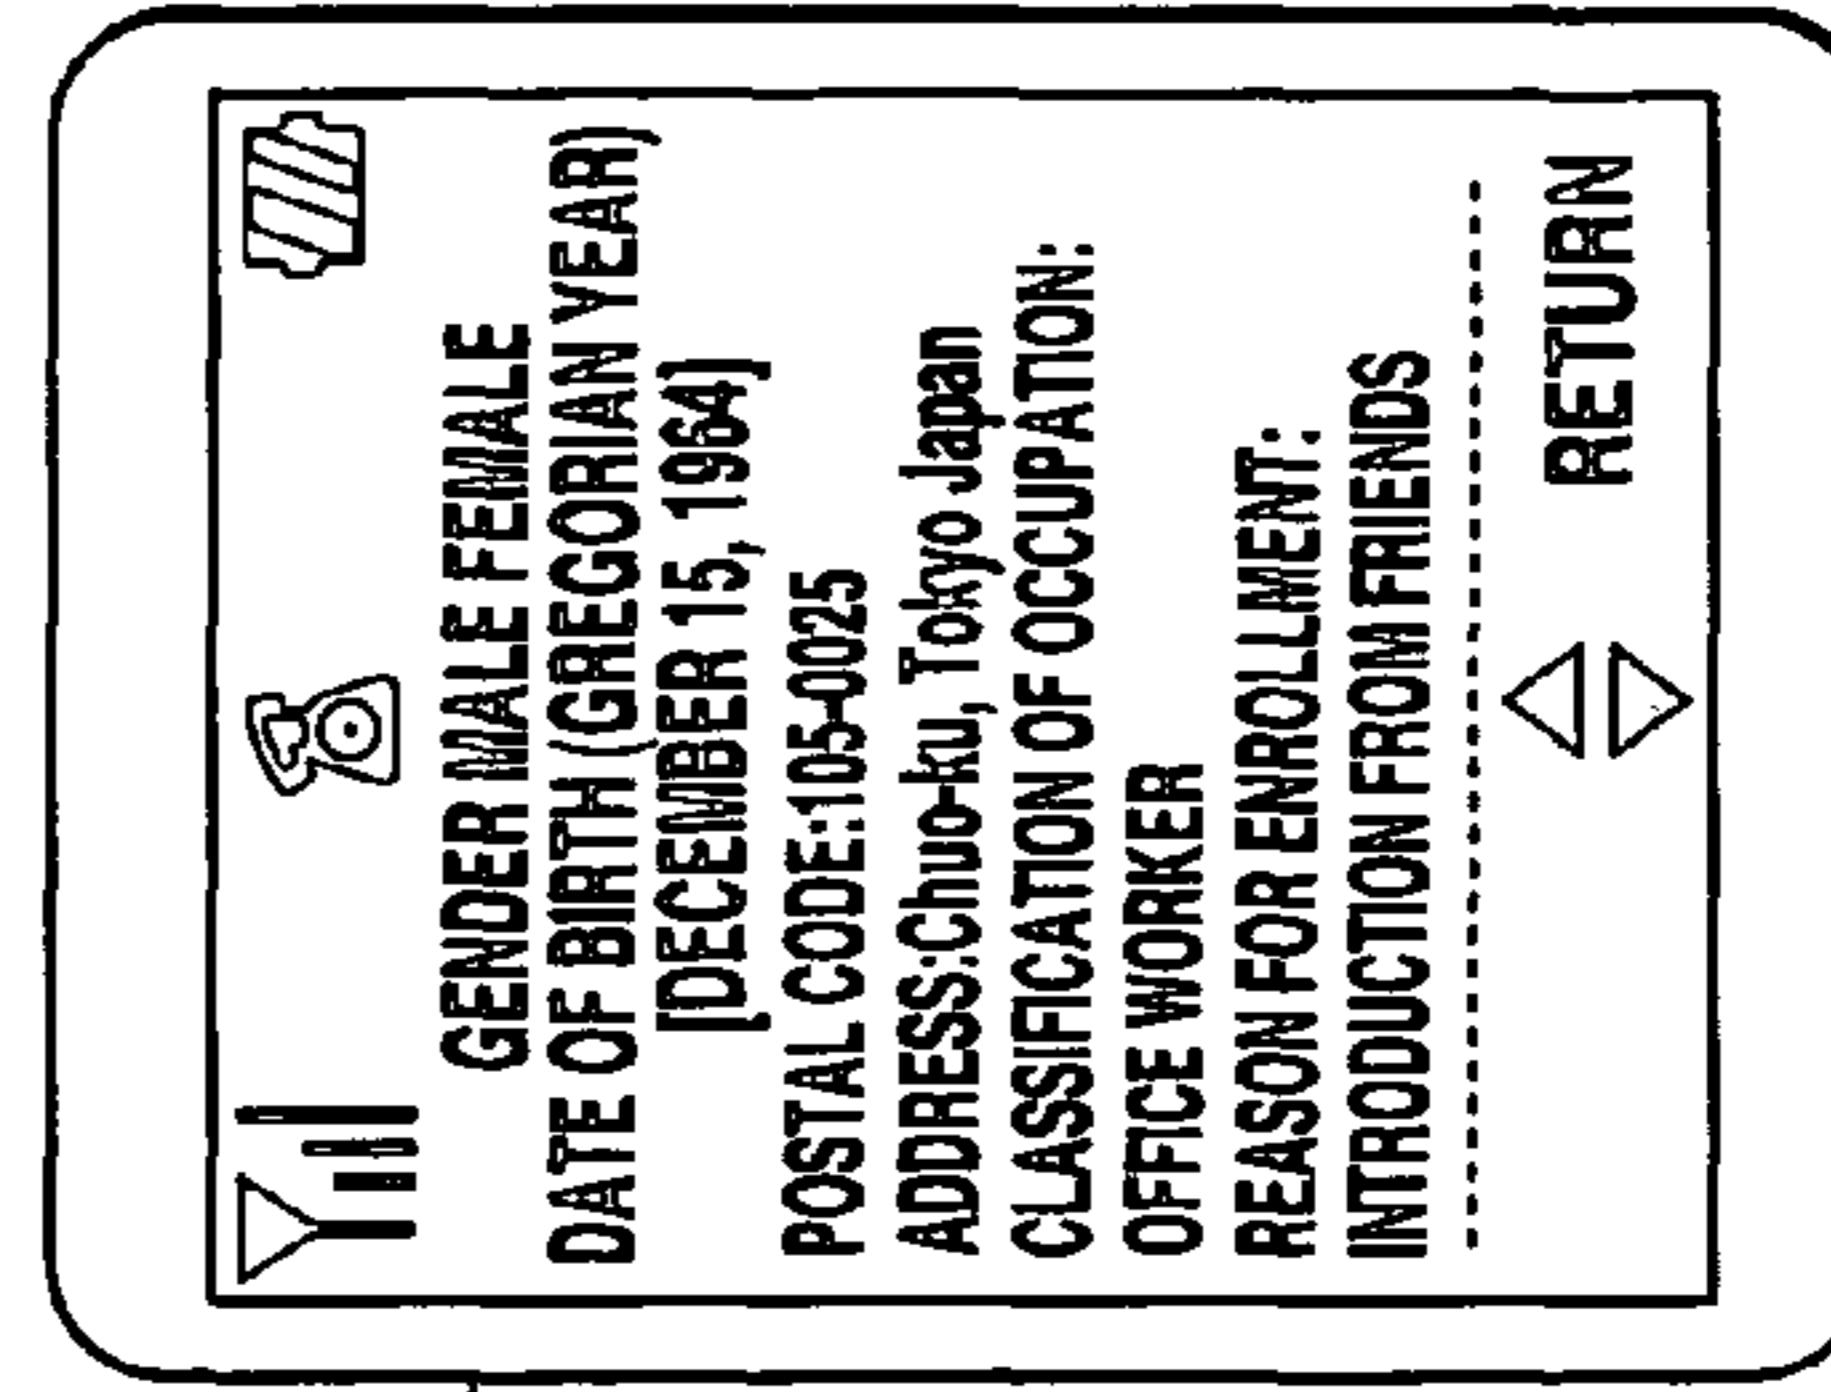 GENDER MALE FEMALE
DATE OF BIRTH (GREGORIAN YEAR)
[DECEMBER 15, 1964]
POSTAL CODE:105-0025
ADDRESS:Chuo-ku, Tokyo Japan
CLASSIFICATION OF OCCUPATION:
OFFICE WORKER
REASON FOR ENROLLMENT:
INTRODUCTION FROM FRIENDS
RETURN